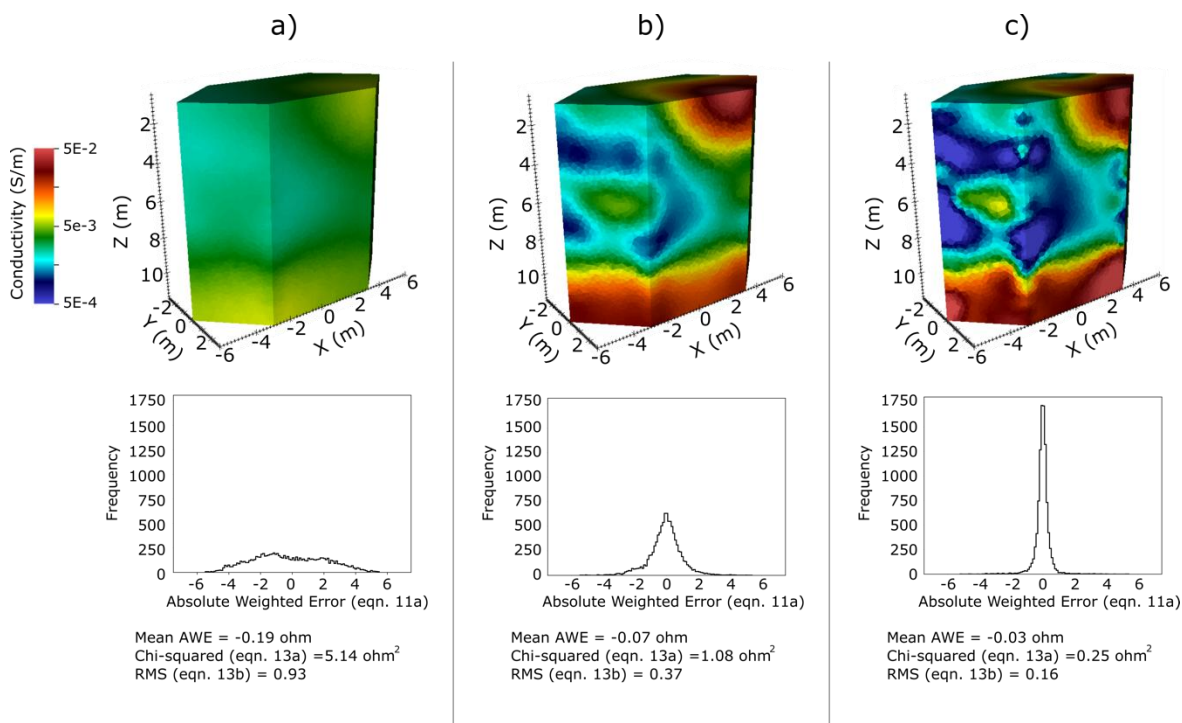 a)
b)
c)
Conductivity (S/m)
5E-2
5E-3
5E-4
Z (m)
2
4
6
8
10
Y (m)
-2
0
2
X (m)
-6
-4
-2
0
2
4
6
Z (m)
2
4
6
8
10
Y (m)
-2
0
2
X (m)
-6
-4
-2
0
2
4
6
Z (m)
2
4
6
8
10
Y (m)
-2
0
2
X (m)
-6
-4
-2
0
2
4
6
Frequency
1750
1500
1250
1000
750
500
250
0
-6 -4 -2 0 2 4 6
Absolute Weighted Error (eqn. 11a)
Mean AWE = -0.19 ohm
Chi-squared (eqn. 13a) =5.14 ohm²
RMS (eqn. 13b) = 0.93
Frequency
1750
1500
1250
1000
750
500
250
0
-6 -4 -2 0 2 4 6
Absolute Weighted Error (eqn. 11a)
Mean AWE = -0.07 ohm
Chi-squared (eqn. 13a) =1.08 ohm²
RMS (eqn. 13b) = 0.37
Frequency
1750
1500
1250
1000
750
500
250
0
-6 -4 -2 0 2 4 6
Absolute Weighted Error (eqn. 11a)
Mean AWE = -0.03 ohm
Chi-squared (eqn. 13a) =0.25 ohm²
RMS (eqn. 13b) = 0.16